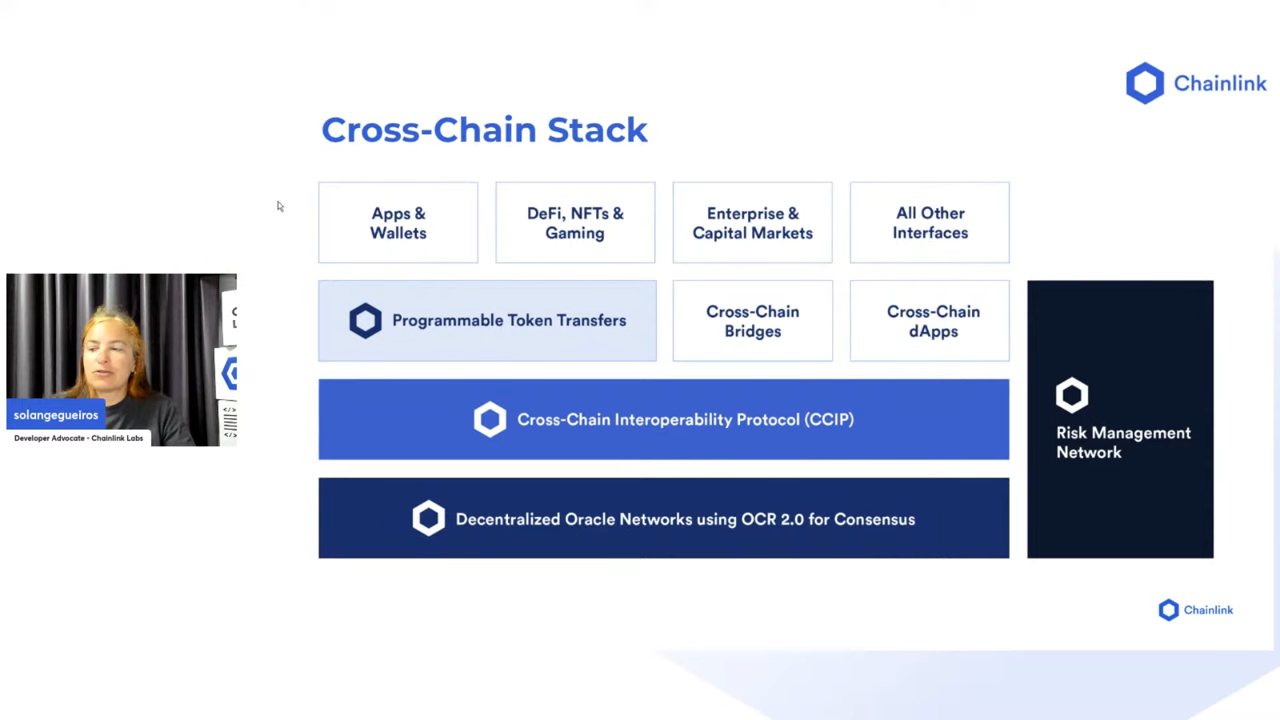 Chainlink
Cross-Chain Stack
Apps &
Wallets
DeFi, NFTs &
Gaming
Enterprise &
Capital Markets
All Other
Interfaces
Programmable Token Transfers
Cross-Chain
Bridges
Cross-Chain
dApps
Cross-Chain Interoperability Protocol (CCIP)
Risk Management
Network
Decentralized Oracle Networks using OCR 2.0 for Consensus
solangegueiros
Developer Advocate - Chainlink Labs
Chainlink